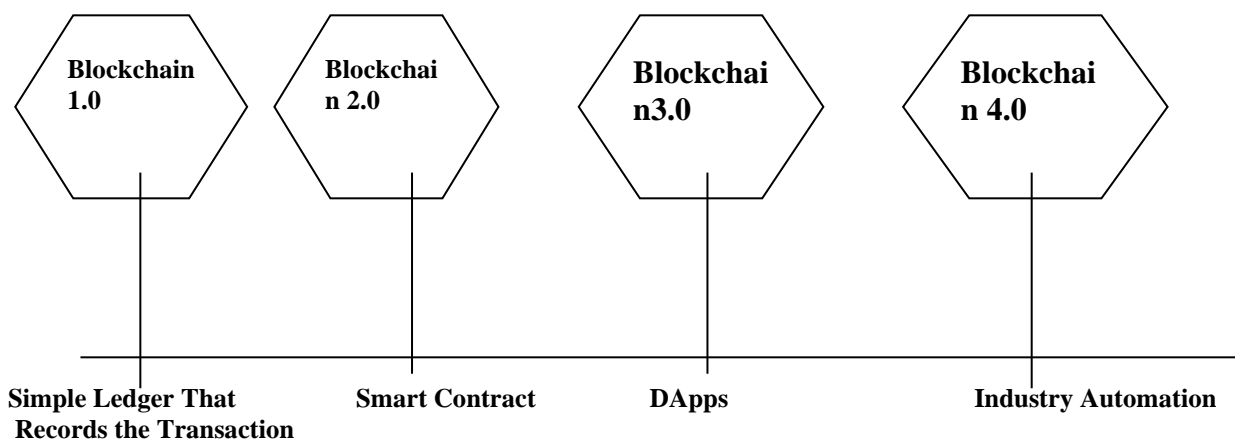 Blockchain
1.0
Blockchai
n 2.0
Blockchai
n3.0
Blockchai
n 4.0
Simple Ledger That
Records the Transaction
Smart Contract
DApps
Industry Automation